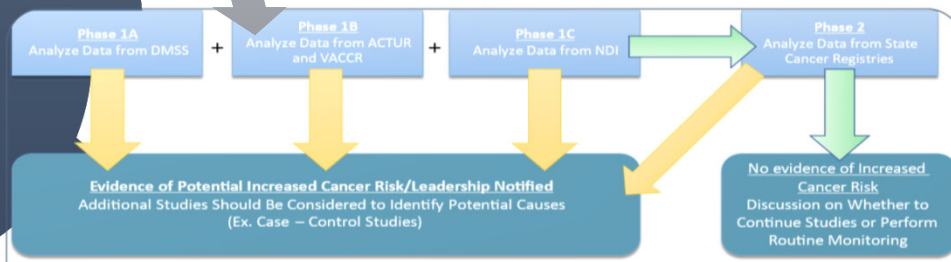 Phase 1A
Analyze Data from DMSS
+
Phase 1B
Analyze Data from ACTUR
and VACCR
+
Phase 1C
Analyze Data from NDI
Phase 2
Analyze Data from State
Cancer Registries
Evidence of Potential Increased Cancer Risk/Leadership Notified
Additional Studies Should Be Considered to Identify Potential Causes
(Ex. Case – Control Studies)
No evidence of Increased
Cancer Risk
Discussion on Whether to
Continue Studies or Perform
Routine Monitoring